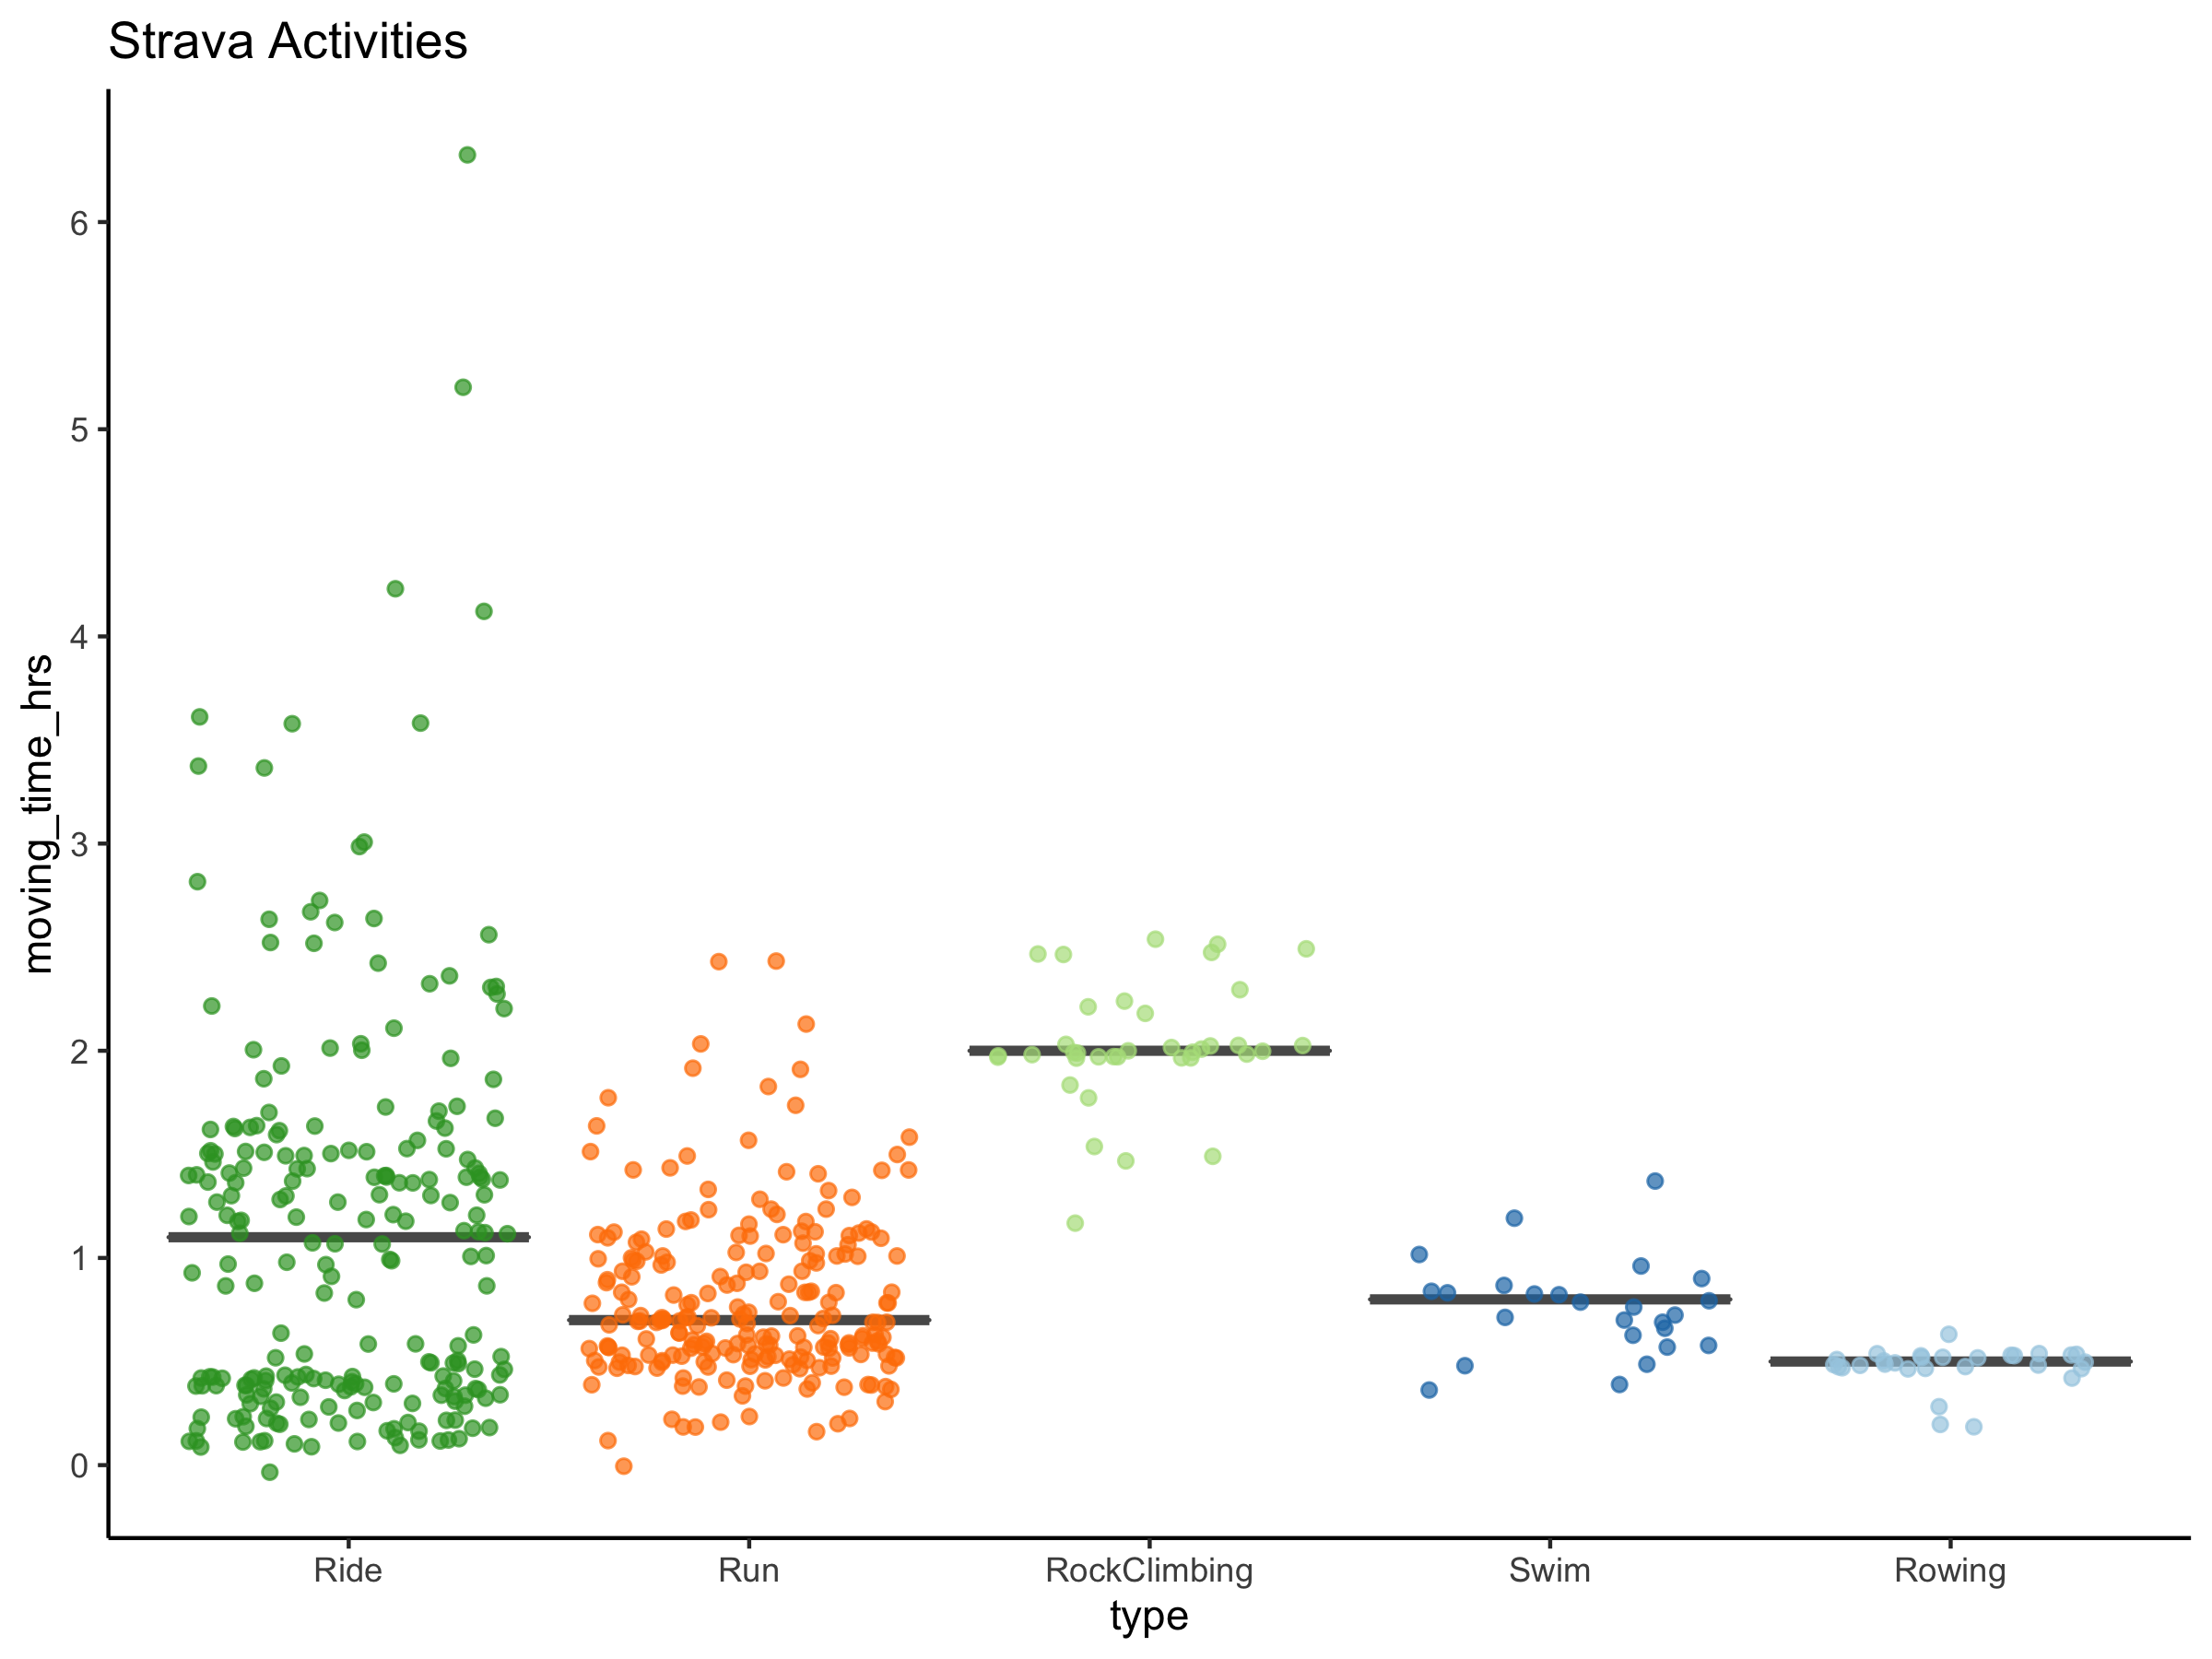 Strava Activities
moving_time_hrs
6
5
4
3
2
1
0
Ride Run RockClimbing Swim Rowing
type